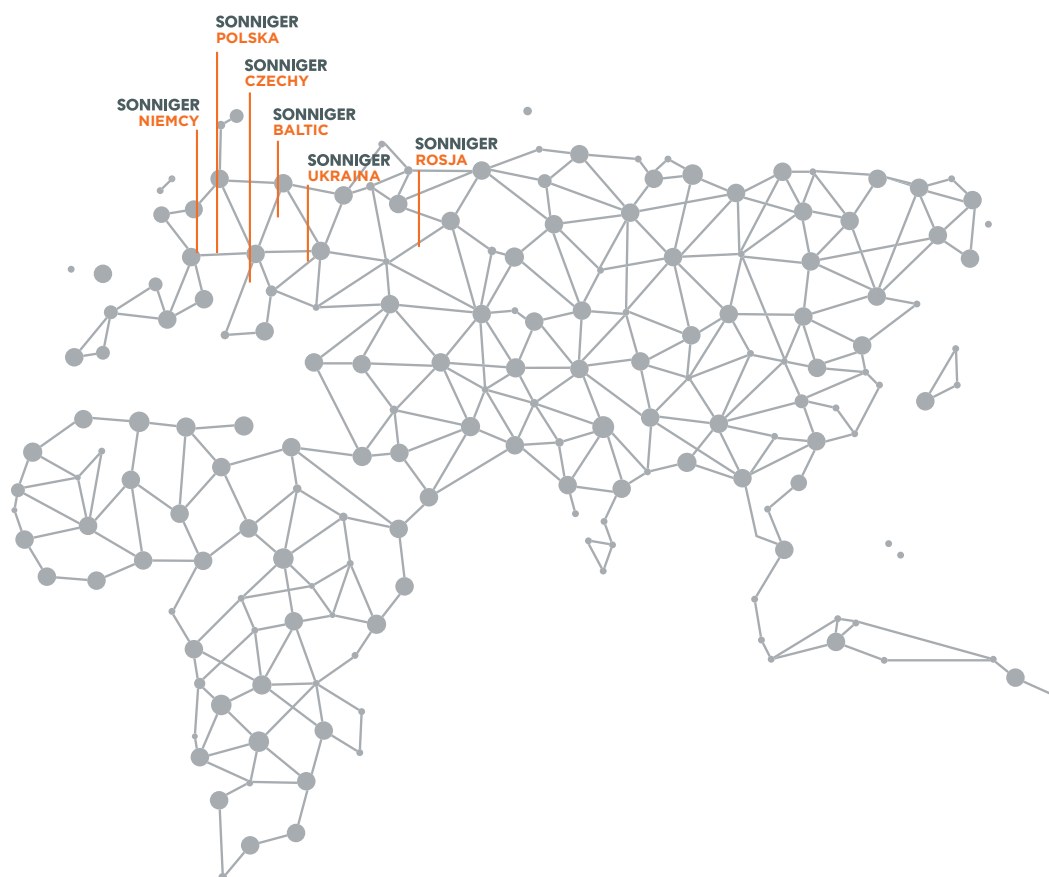 SONNIGER
POLSKA
SONNIGER
CZECHY
SONNIGER
NIEMCY
SONNIGER
BALTIC
SONNIGER
ROSJA
SONNIGER
UKRAINA